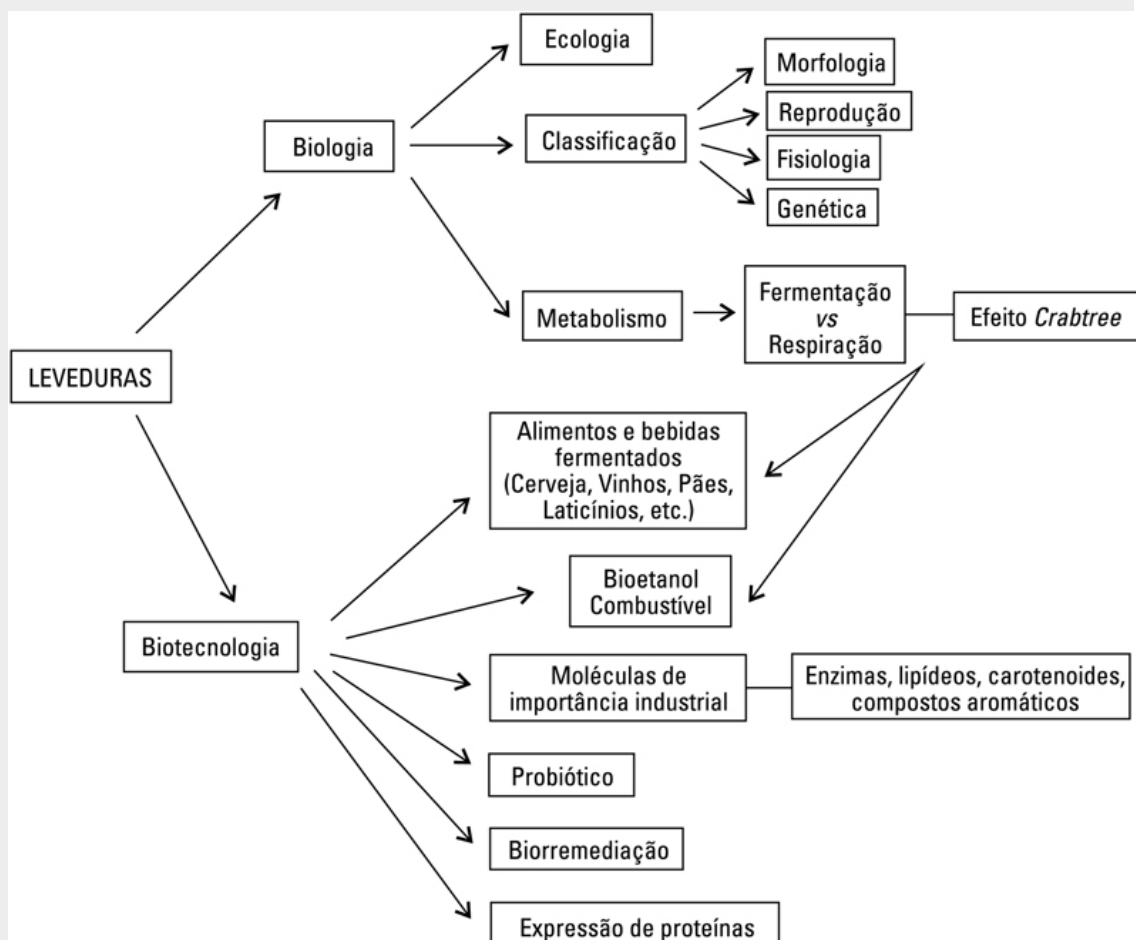 Ecologia
Morfologia
Reprodução
Biologia
Classificação
Fisiologia
Genética
Metabolismo
Fermentação
vs
Respiração
Efeito Crabtree
LEVEDURAS
Alimentos e bebidas
fermentados
(Cerveja, Vinhos, Pães,
Laticínios, etc.)
Bioetanol
Combustível
Biotecnologia
Moléculas de
importância industrial
Enzimas, lipídeos, carotenoides,
compostos aromáticos
Probiótico
Biorremediação
Expressão de proteínas